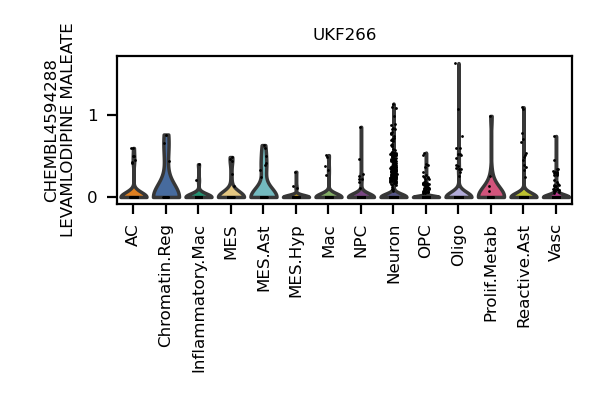 UKF266
CHEMBL4594288
LEVAMLODIPINE MALEATE
1
0
AC
Chromatin.Reg
Inflammatory.Mac
MES
MES.Ast
MES.Hyp
Mac
NPC
Neuron
OPC
Oligo
Prolif.Metab
Reactive.Ast
Vasc